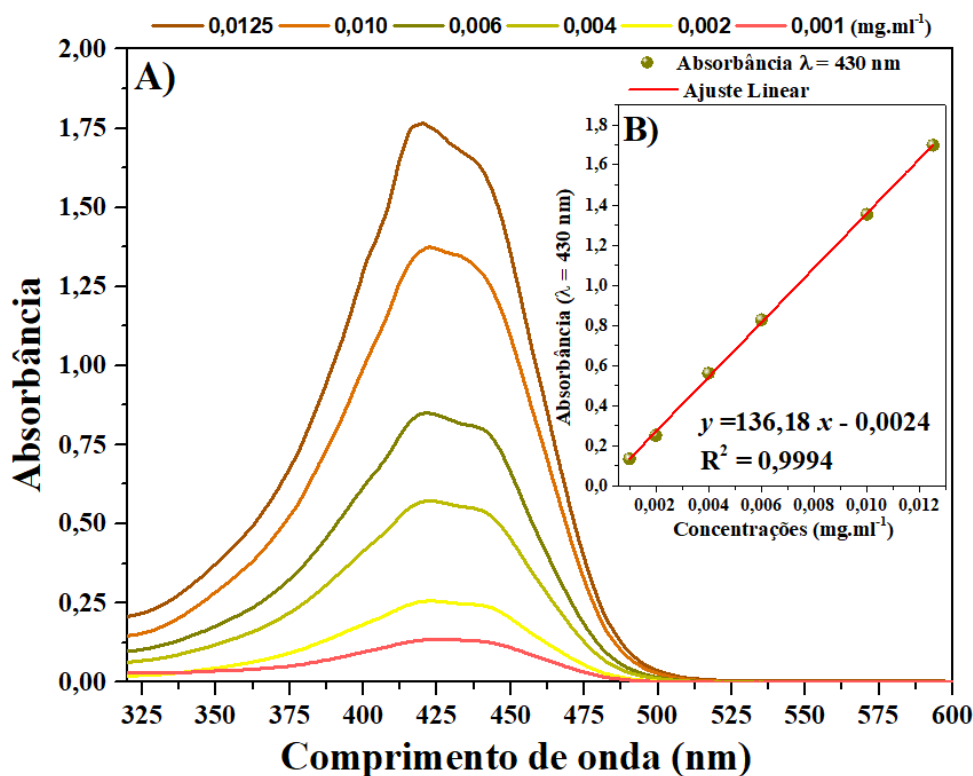 0,0125 0,010 0,006 0,004 0,002 0,001 (mg.ml-1)
2,00
1,75
1,50
1,25
1,00
0,75
0,50
0,25
0,00
Absorbância
A)
325 350 375 400 425 450 475 500 525 550 575 600
Comprimento de onda (nm)
Absorbância λ = 430 nm
Ajuste Linear
B)
1,8
1,6
1,4
1,2
1,0
0,8
0,6
0,4
0,2
0,0
Absorbância (λ = 430 nm)
y =136,18 x - 0,0024
R2 = 0,9994
0,002 0,004 0,006 0,008 0,010 0,012
Concentrações (mg.ml-1)